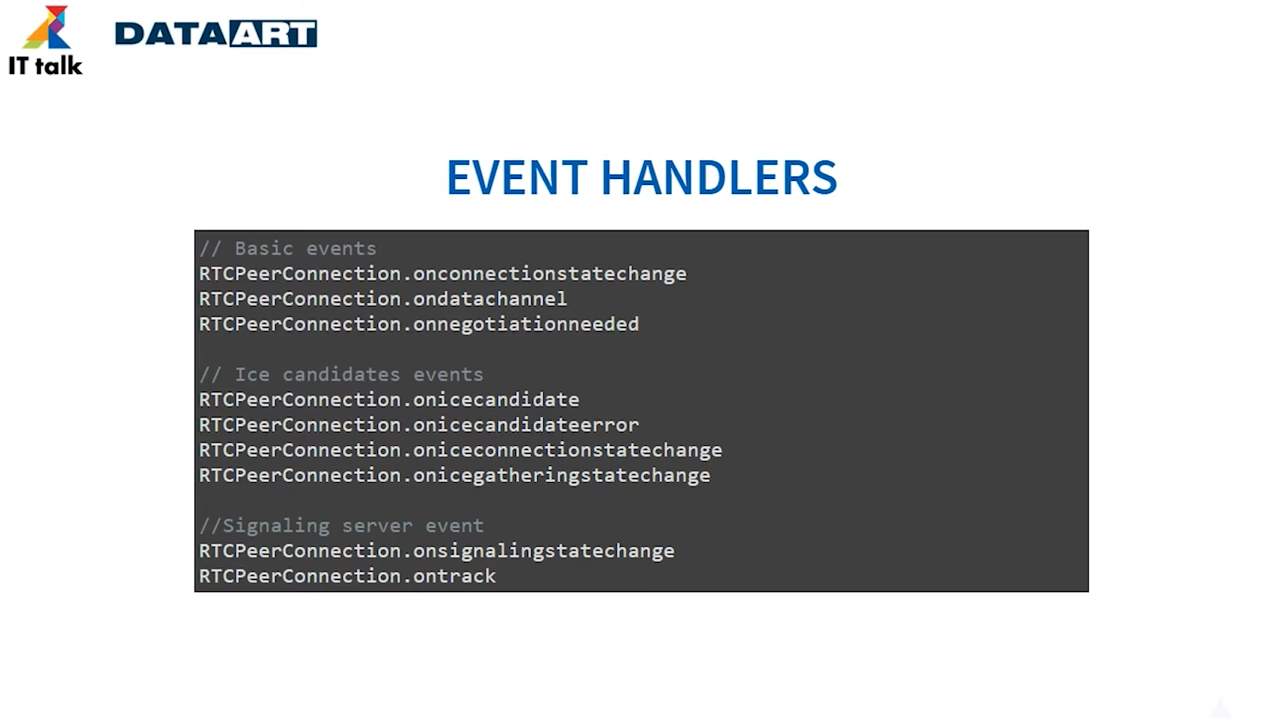 IT talk
DATAART
EVENT HANDLERS
// Basic events
RTCPeerConnection.onconnectionstatechange
RTCPeerConnection.ondatachannel
RTCPeerConnection.onnegotiationneeded
// Ice candidates events
RTCPeerConnection.onicecandidate
RTCPeerConnection.onicecandidateerror
RTCPeerConnection.oniceconnectionstatechange
RTCPeerConnection.onicegatheringstatechange
//Signaling server event
RTCPeerConnection.onsignalingstatechange
RTCPeerConnection.ontrack